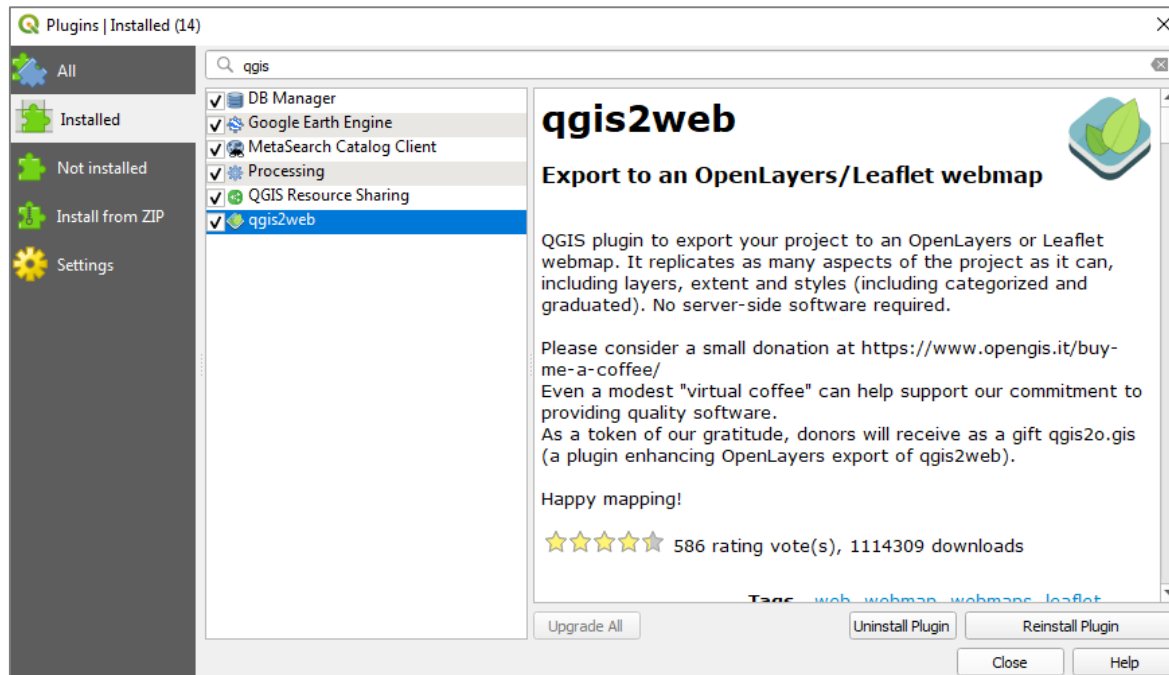 Plugins | Installed (14)
All
Installed
Not installed
Install from ZIP
Settings
qgis
DB Manager
Google Earth Engine
MetaSearch Catalog Client
Processing
QGIS Resource Sharing
qgis2web
qgis2web
Export to an OpenLayers/Leaflet webmap
QGIS plugin to export your project to an OpenLayers or Leaflet
webmap. It replicates as many aspects of the project as it can,
including layers, extent and styles (including categorized and
graduated). No server-side software required.
Please consider a small donation at https://www.opengis.it/buy-
me-a-coffee/
Even a modest "virtual coffee" can help support our commitment to
providing quality software.
As a token of our gratitude, donors will receive as a gift qgis2o.gis
(a plugin enhancing OpenLayers export of qgis2web).
Happy mapping!
586 rating vote(s), 1114309 downloads
Tags web, webmap, webmaps, leaflet,
Upgrade All
Uninstall Plugin
Reinstall Plugin
Close
Help